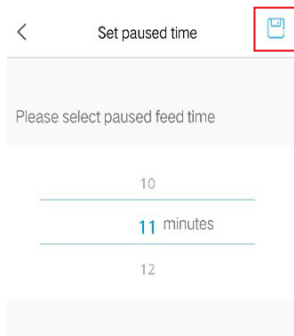 Set paused time
Please select paused feed time
10
11 minutes
12